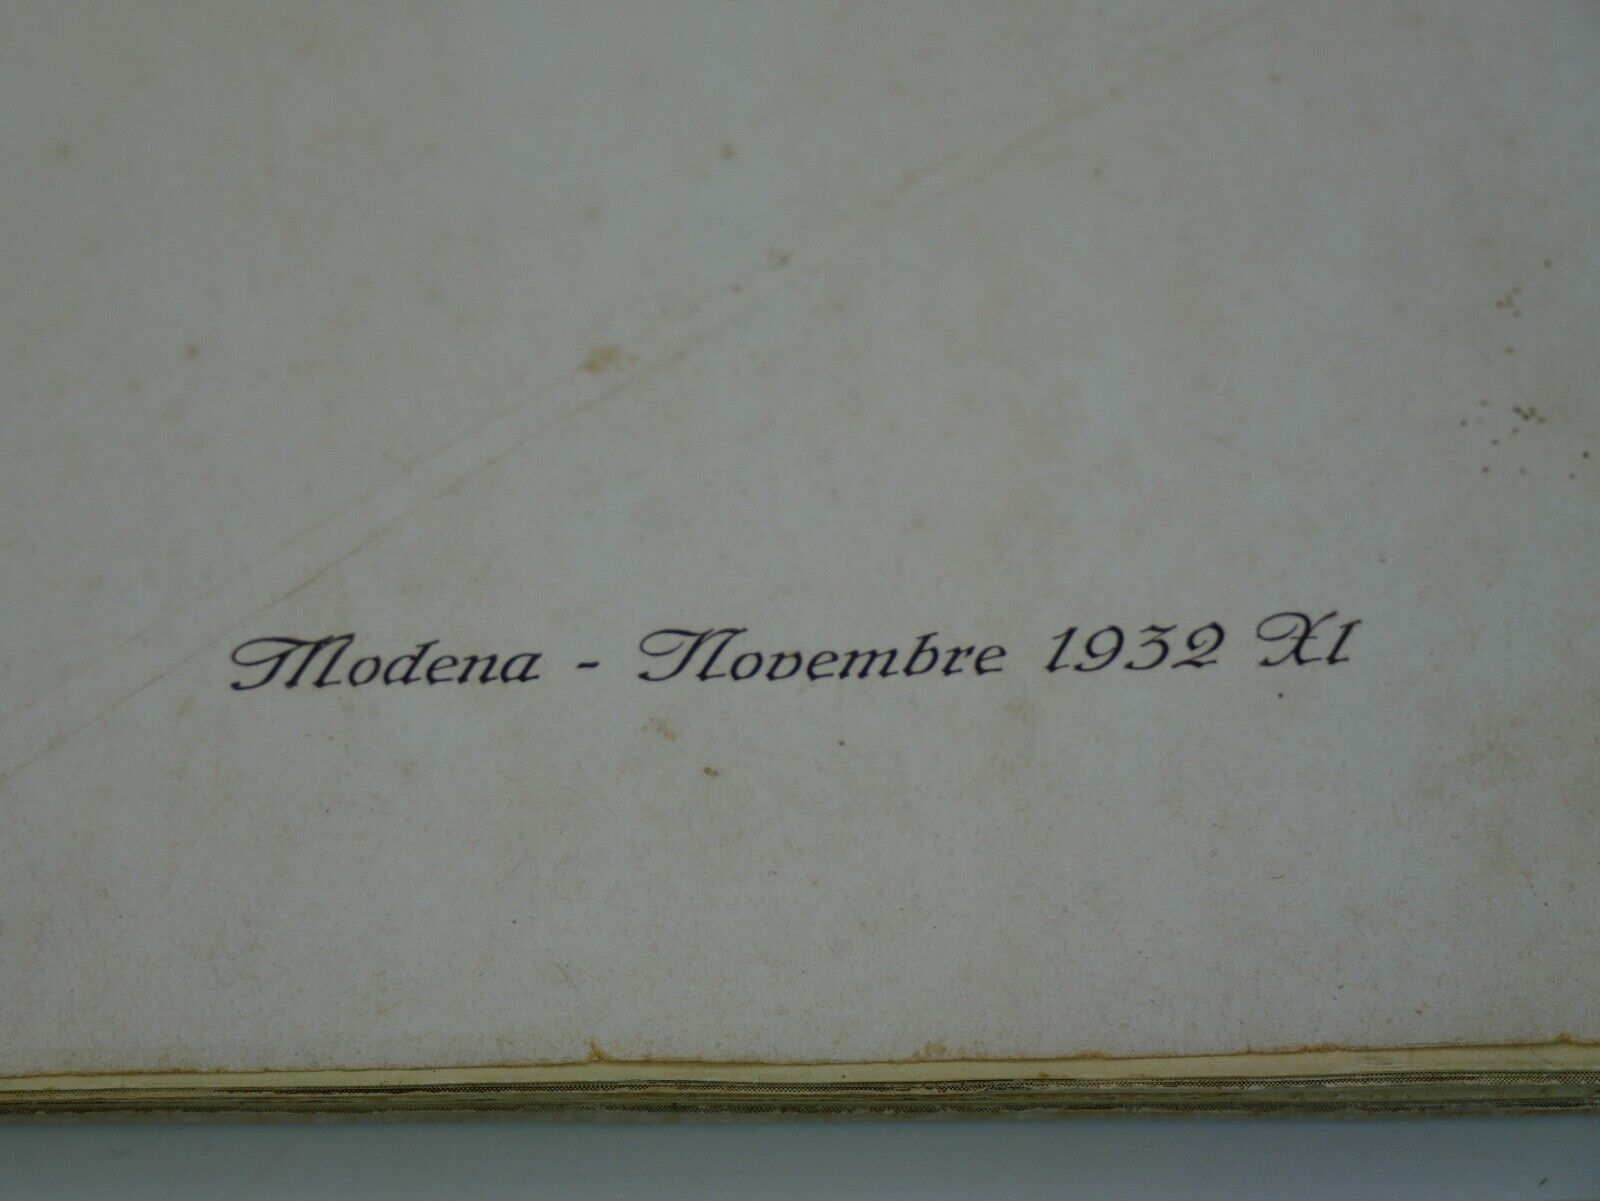 Modena - Novembre 1932 XI